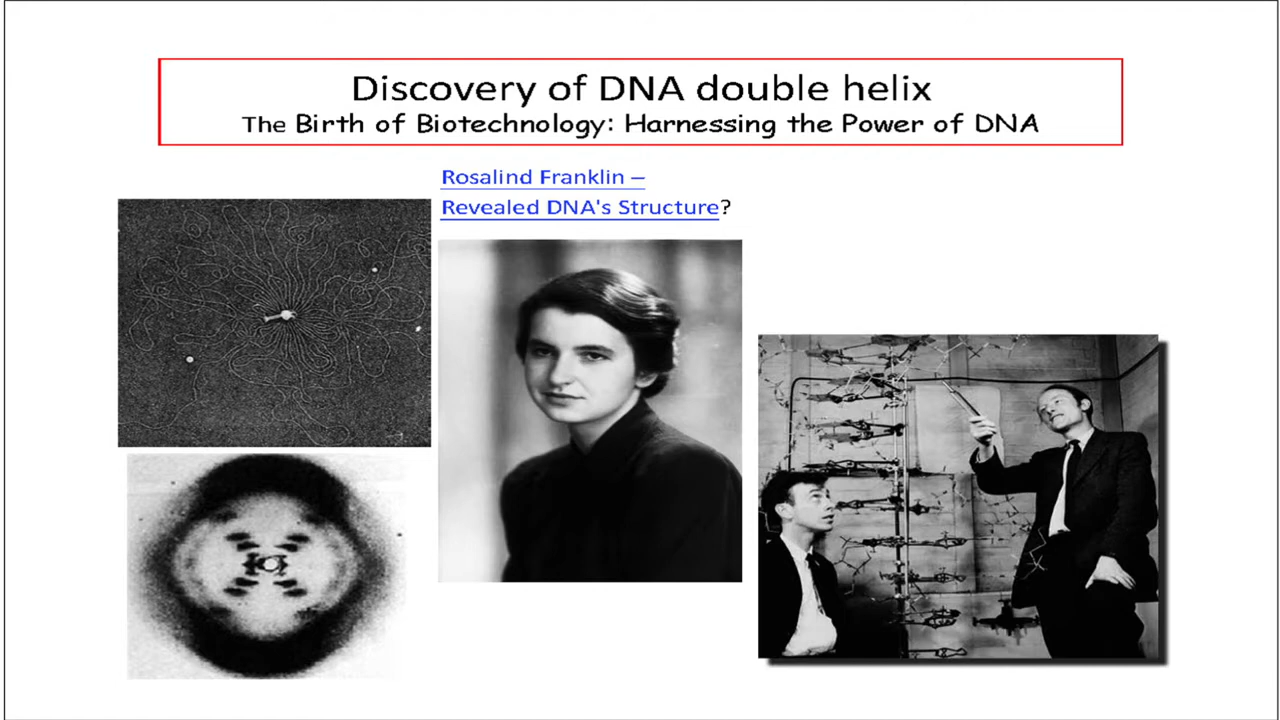 Discovery of DNA double helix
The Birth of Biotechnology: Harnessing the Power of DNA
Rosalind Franklin –
Revealed DNA's Structure?